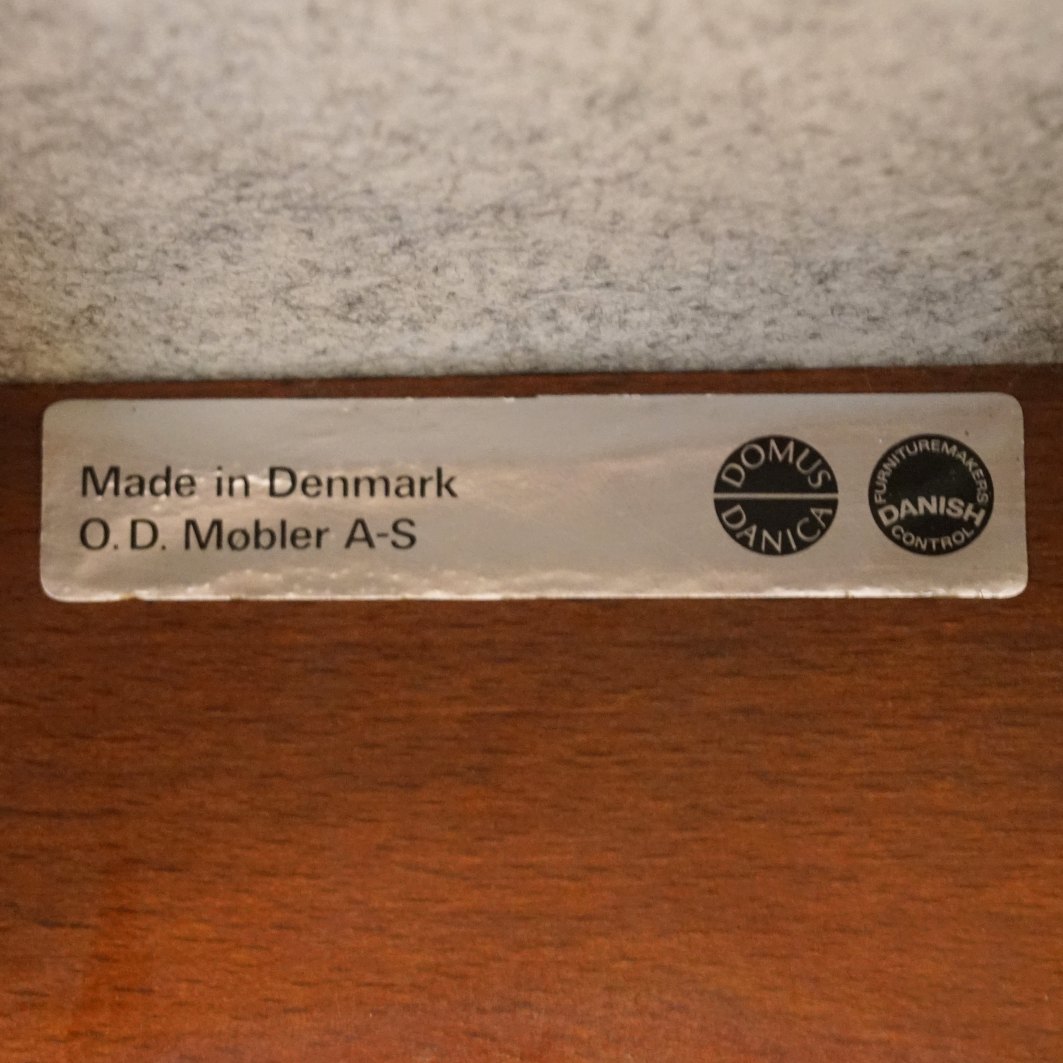 Made in Denmark
O.D. Møbler A-S
DOMUS
DANICA
FURNITUREMAKERS
DANISH
CONTROL